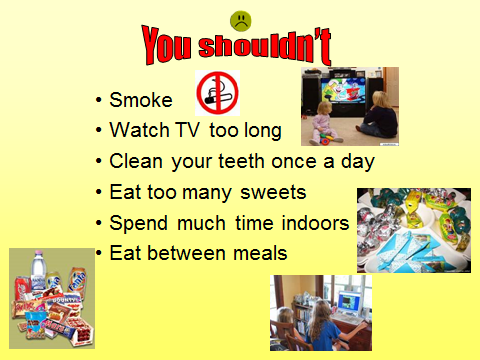 You shouldn't
• Smoke
• Watch TV too long
• Clean your teeth once a day
• Eat too many sweets
• Spend much time indoors
• Eat between meals
BOUNTY